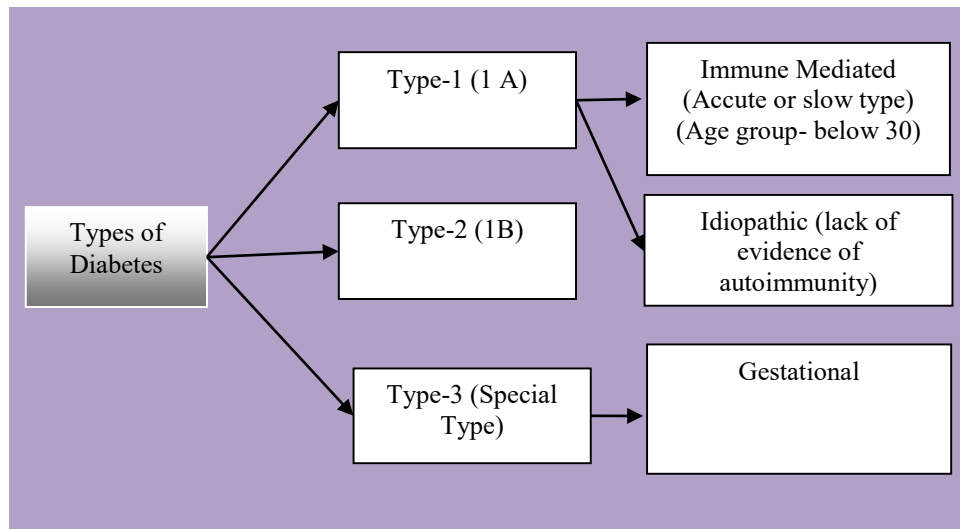 Types of
Diabetes
Type-1 (1 A)
Immune Mediated
(Accute or slow type)
(Age group- below 30)
Idiopathic (lack of
evidence of
autoimmunity)
Type-2 (1B)
Type-3 (Special
Type)
Gestational